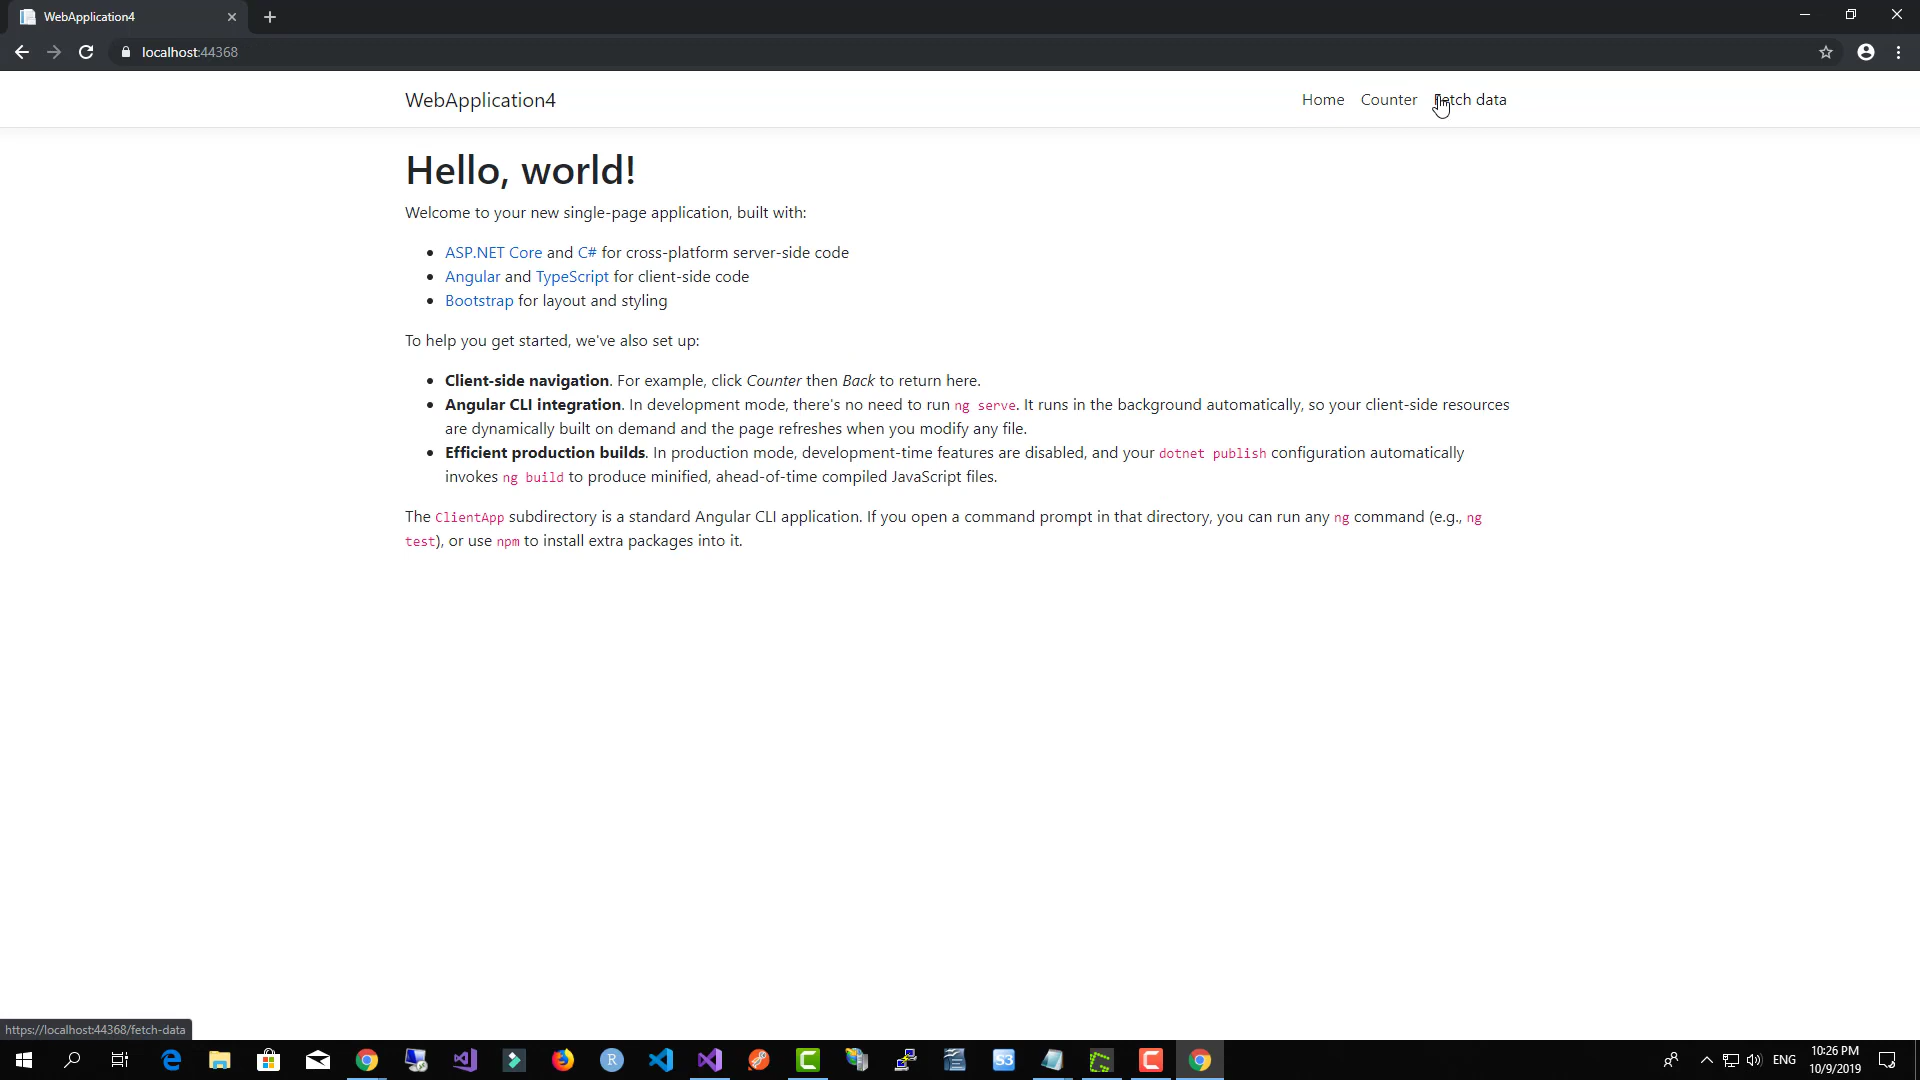 WebApplication4
localhost:44368
WebApplication4
Home Counter Fetch data
Hello, world!
Welcome to your new single-page application, built with:
• ASP.NET Core and C# for cross-platform server-side code
• Angular and TypeScript for client-side code
• Bootstrap for layout and styling
To help you get started, we've also set up:
• Client-side navigation. For example, click Counter then Back to return here.
• Angular CLI integration. In development mode, there's no need to run ng serve. It runs in the background automatically, so your client-side resources
are dynamically built on demand and the page refreshes when you modify any file.
• Efficient production builds. In production mode, development-time features are disabled, and your dotnet publish configuration automatically
invokes ng build to produce minified, ahead-of-time compiled JavaScript files.
The ClientApp subdirectory is a standard Angular CLI application. If you open a command prompt in that directory, you can run any ng command (e.g., ng
test), or use npm to install extra packages into it.
https://localhost:44368/fetch-data
R
S3
ENG
10:26 PM
10/9/2019